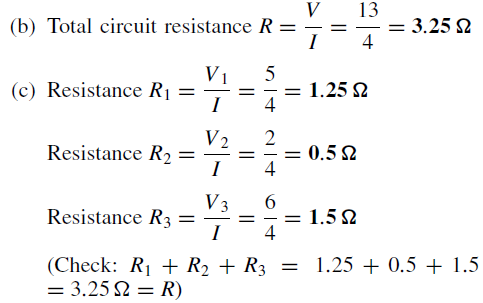 (b) Total circuit resistance R = V/I = 13/4 = 3.25 Ω
(c) Resistance R₁ = V₁/I = 5/4 = 1.25 Ω
Resistance R₂ = V₂/I = 2/4 = 0.5 Ω
Resistance R₃ = V₃/I = 6/4 = 1.5 Ω
(Check: R₁ + R₂ + R₃ = 1.25 + 0.5 + 1.5
= 3.25 Ω = R)